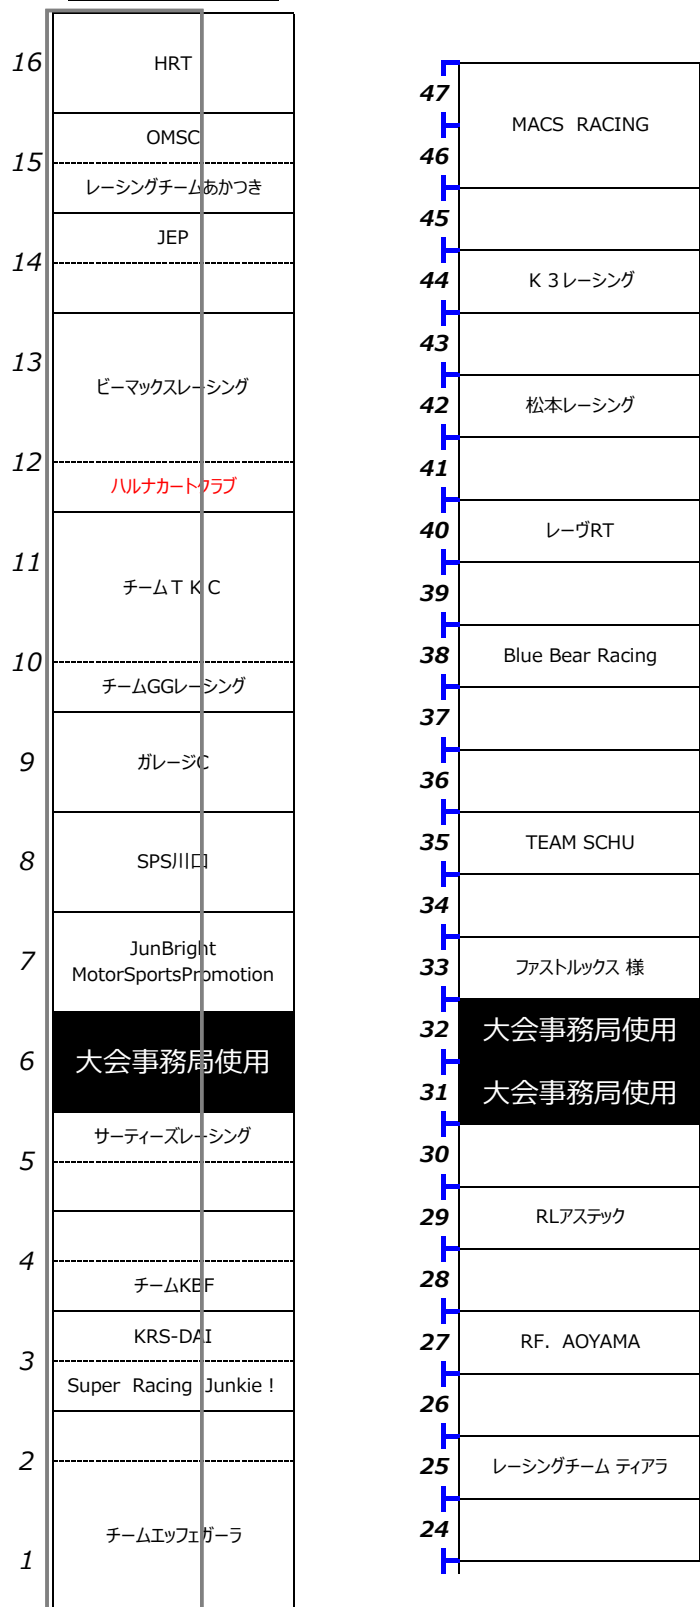 16
HRT
OMSC
15
レーシングチームあかつき
JEP
14
13
ビーマックスレーシング
12
ハルナカートクラブ
11
チームＴＫＣ
10
チームGGレーシング
9
ガレージC
8
SPS川口
7
JunBright
MotorSportsPromotion
6
大会事務局使用
サーティーズレーシング
5
4
チームKBF
KRS-DAI
3
Super Racing Junkie！
2
チームエッフェガーラ
1
47
MACS RACING
46
45
44
K３レーシング
43
42
松本レーシング
41
40
レーヴRT
39
38
Blue Bear Racing
37
36
35
TEAM SCHU
34
33
ファストルックス 様
32
大会事務局使用
31
大会事務局使用
30
29
RLアステック
28
27
RF. AOYAMA
26
25
レーシングチーム ティアラ
24